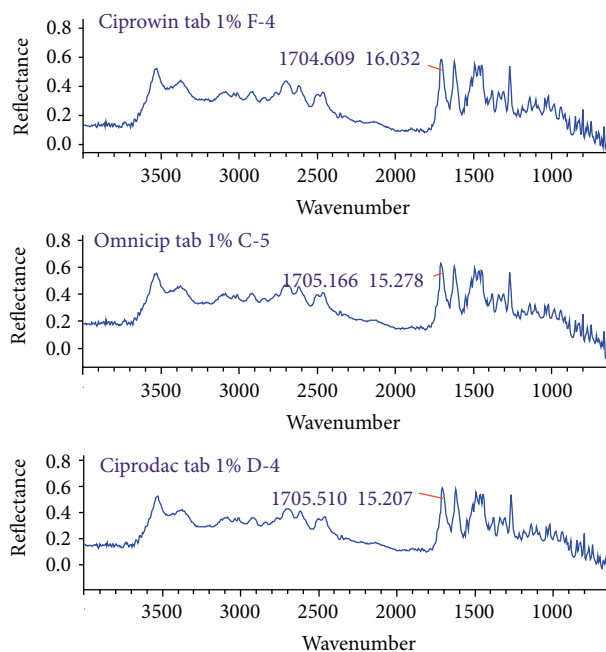 Ciprowin tab 1% F-4
1704.609 16.032
Reflectance
0.8
0.6
0.4
0.2
0.0
3500 3000 2500 2000 1500 1000
Wavenumber
Omnicip tab 1% C-5
1705.166 15.278
Reflectance
0.8
0.6
0.4
0.2
0.0
3500 3000 2500 2000 1500 1000
Wavenumber
Ciprodac tab 1% D-4
1705.510 15.207
Reflectance
0.8
0.6
0.4
0.2
0.0
3500 3000 2500 2000 1500 1000
Wavenumber